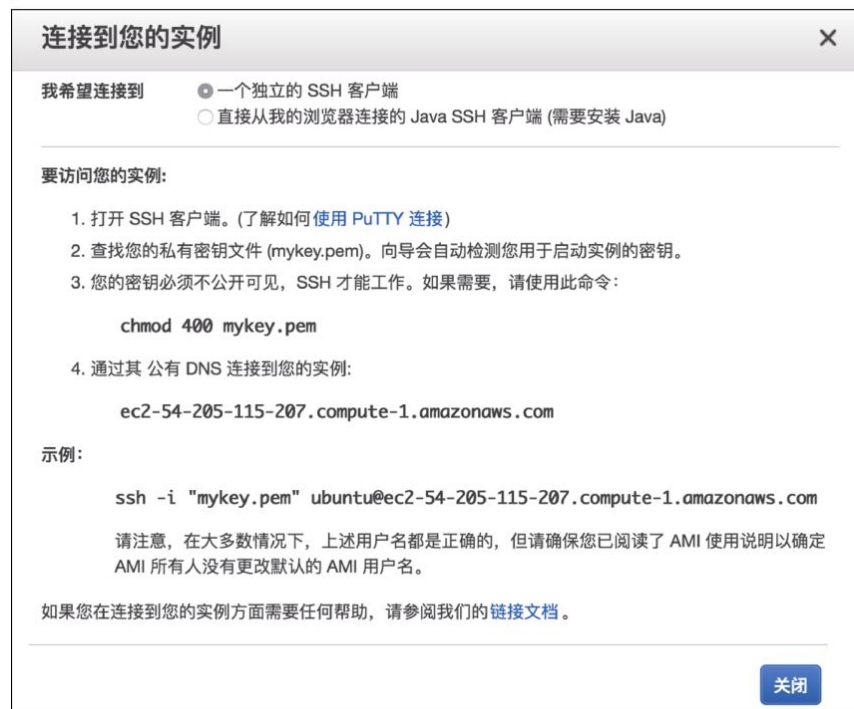 连接到您的实例
我希望连接到
一个独立的 SSH 客户端
直接从我的浏览器连接的 Java SSH 客户端 (需要安装 Java)
要访问您的实例:
1. 打开 SSH 客户端。(了解如何使用 PuTTY 连接)
2. 查找您的私有密钥文件 (mykey.pem)。向导会自动检测您用于启动实例的密钥。
3. 您的密钥必须不公开可见，SSH 才能工作。如果需要，请使用此命令：
chmod 400 mykey.pem
4. 通过其 公有 DNS 连接到您的实例:
ec2-54-205-115-207.compute-1.amazonaws.com
示例：
ssh -i "mykey.pem" ubuntu@ec2-54-205-115-207.compute-1.amazonaws.com
请注意，在大多数情况下，上述用户名都是正确的，但请确保您已阅读了 AMI 使用说明以确定
AMI 所有人没有更改默认的 AMI 用户名。
如果您在连接到您的实例方面需要任何帮助，请参阅我们的链接文档。
关闭